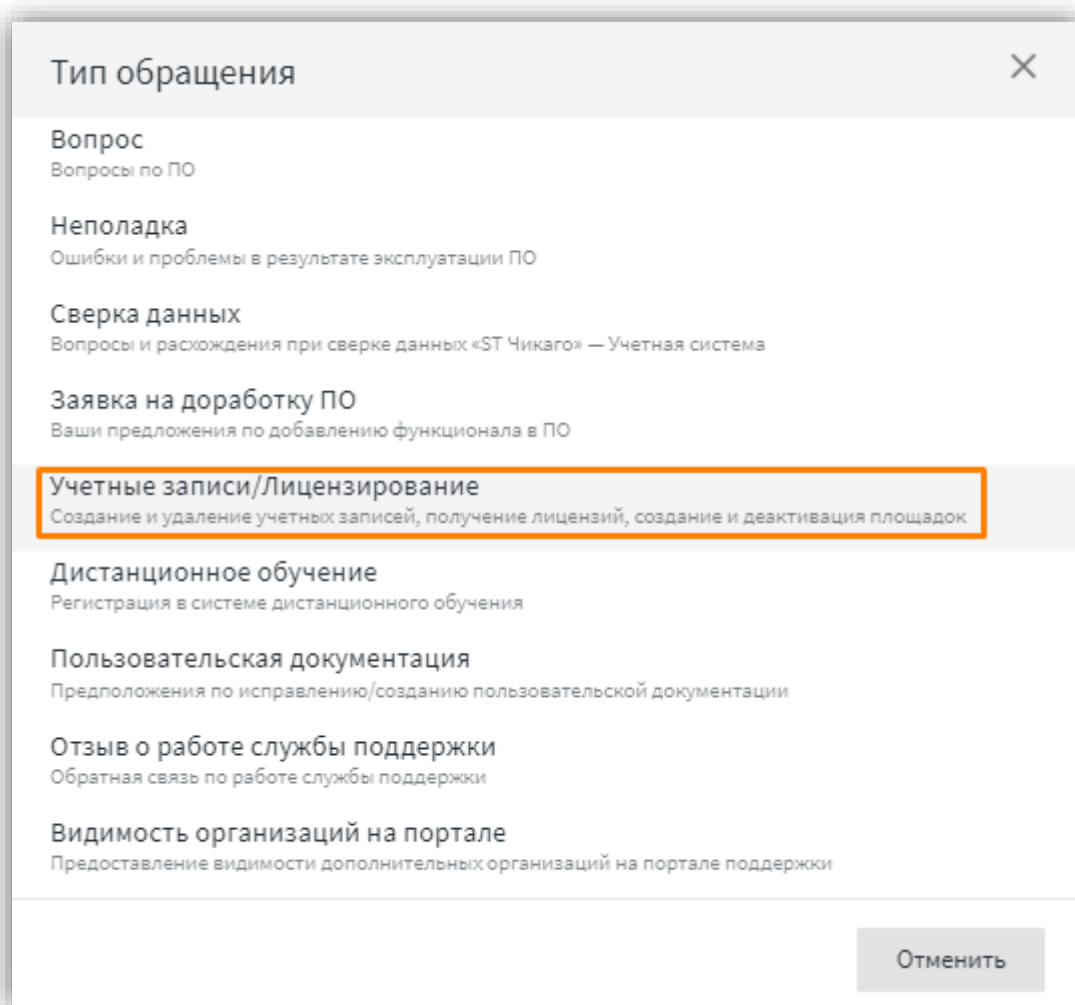 Тип обращения
Вопрос
Вопросы по ПО
Неполадка
Ошибки и проблемы в результате эксплуатации ПО
Сверка данных
Вопросы и расхождения при сверке данных «ST Чикаго» — Учетная система
Заявка на доработку ПО
Ваши предложения по добавлению функционала в ПО
Учетные записи/Лицензирование
Создание и удаление учетных записей, получение лицензий, создание и деактивация площадок
Дистанционное обучение
Регистрация в системе дистанционного обучения
Пользовательская документация
Предположения по исправлению/созданию пользовательской документации
Отзыв о работе службы поддержки
Обратная связь по работе службы поддержки
Видимость организаций на портале
Предоставление видимости дополнительных организаций на портале поддержки
Отменить